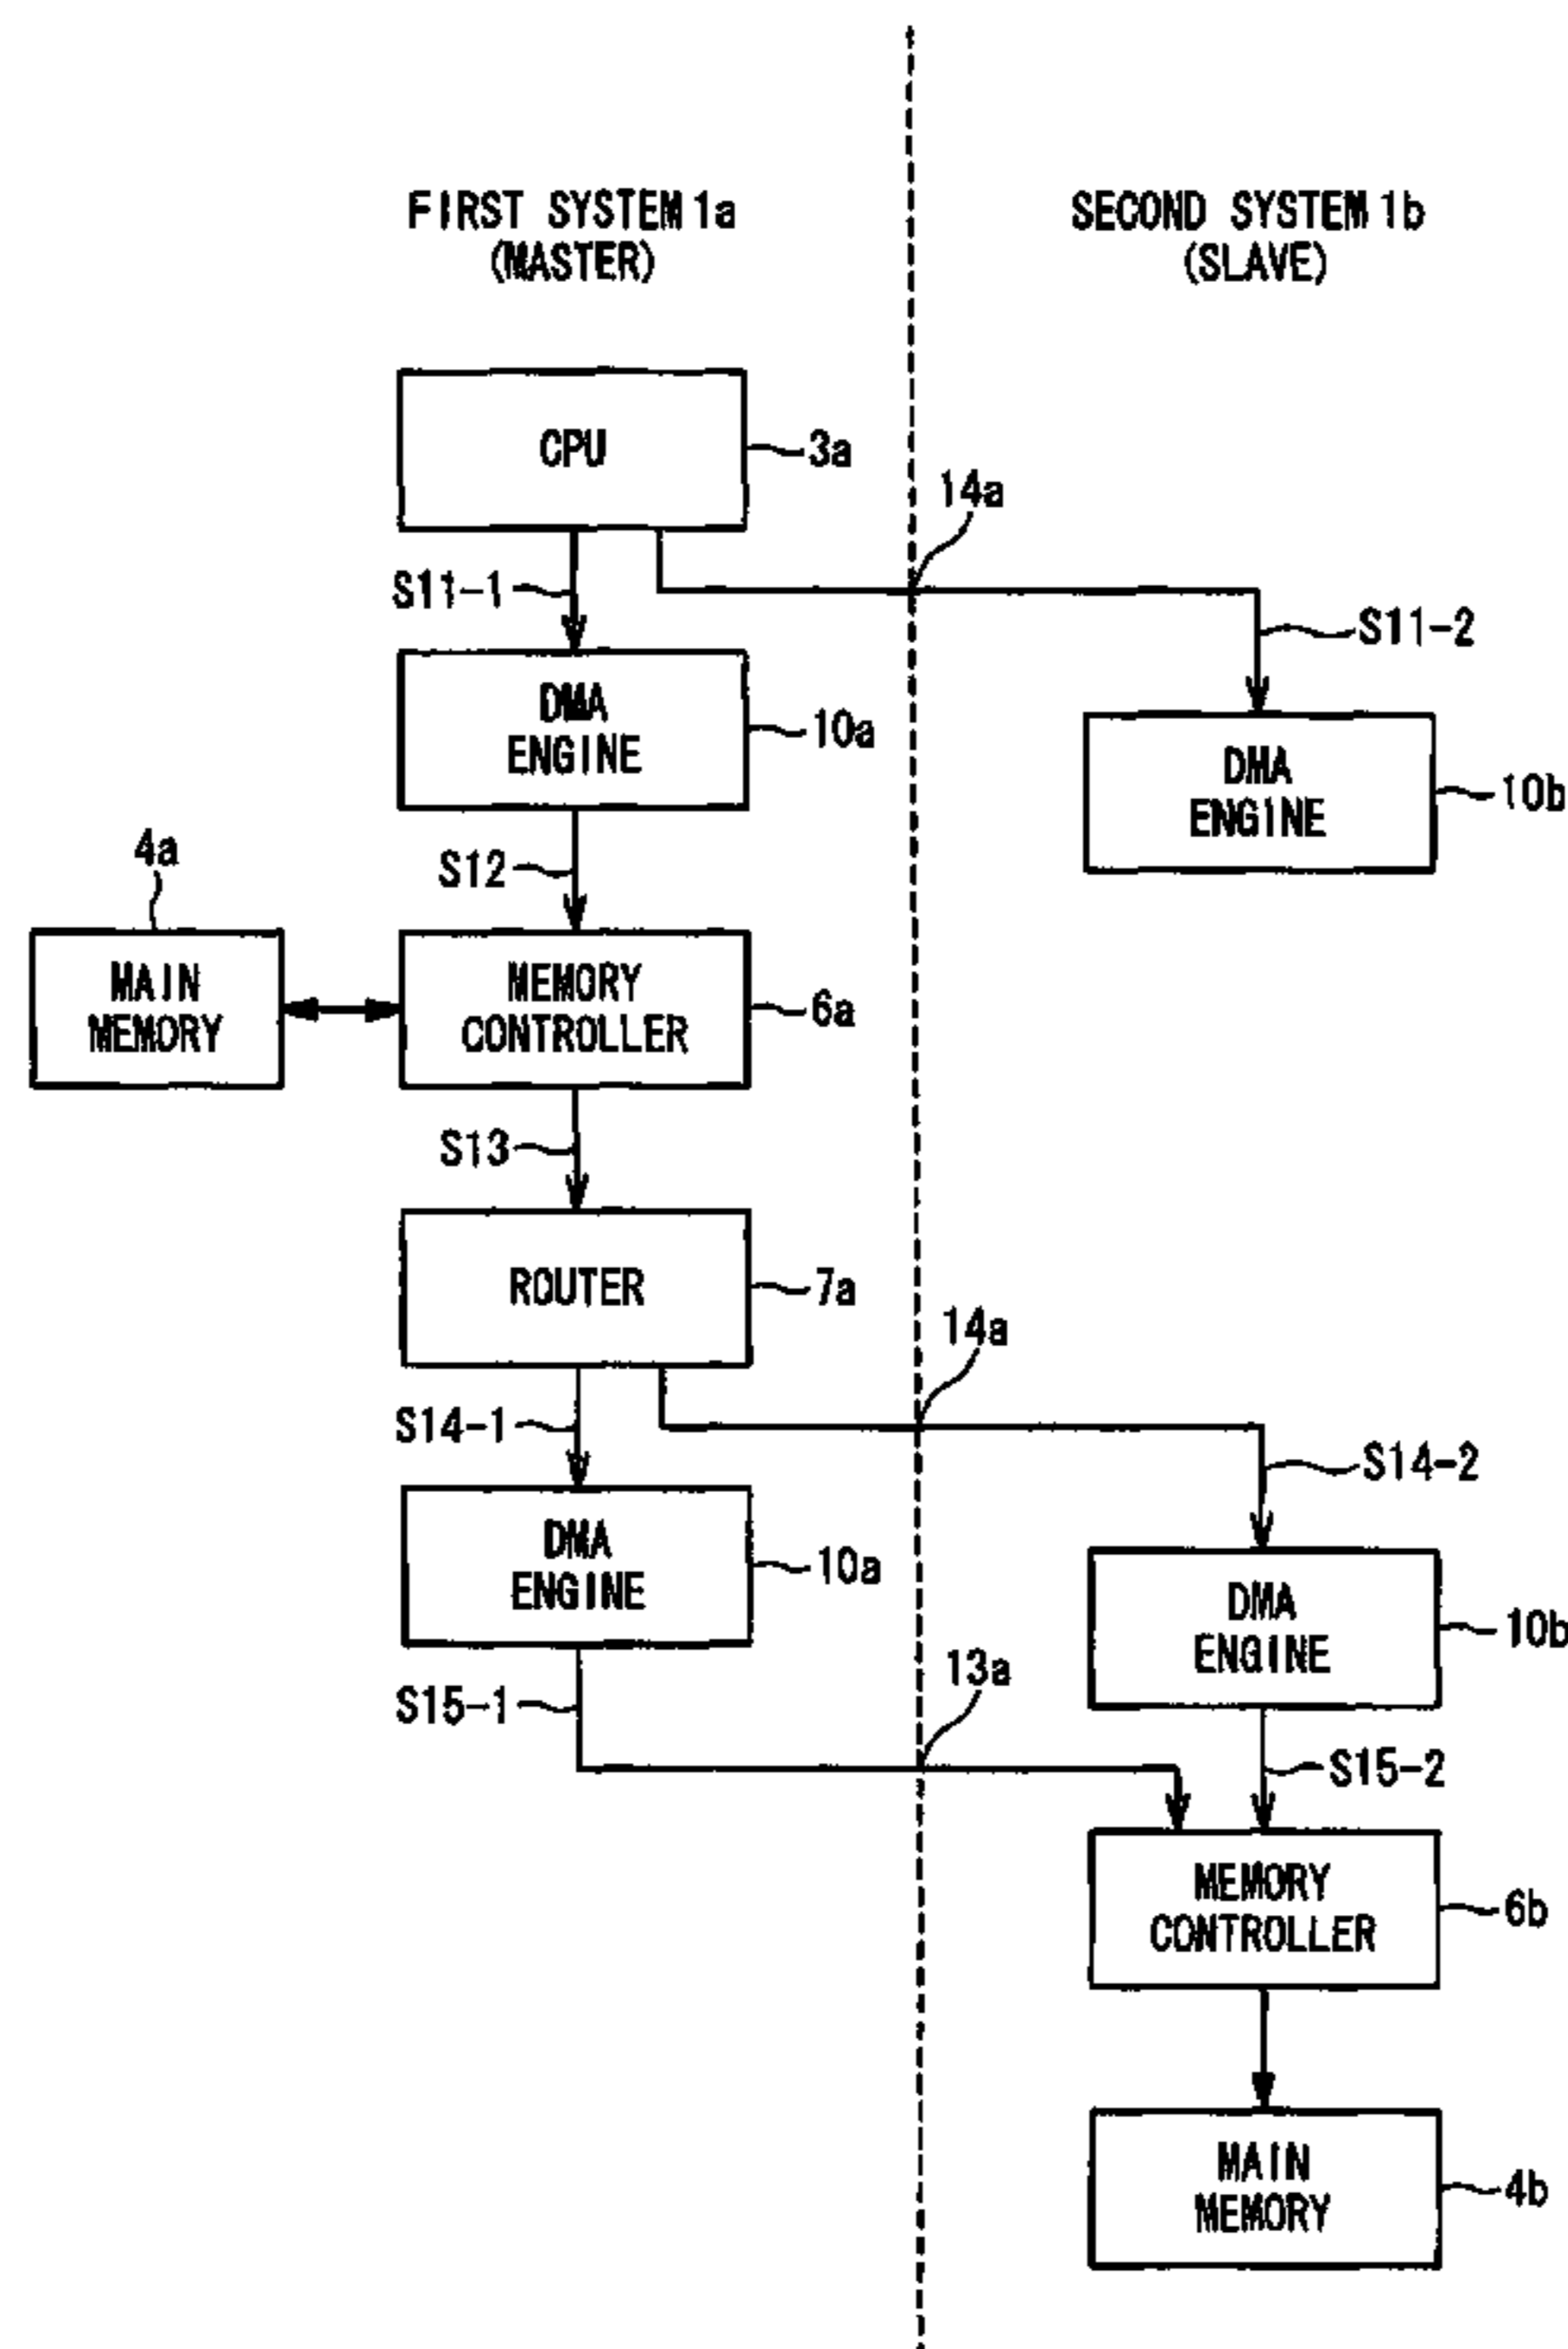 FIRST SYSTEM 1a
(MASTER)
SECOND SYSTEM 1b
(SLAVE)
CPU
3a
14a
S11-1
S11-2
DMA
ENGINE
10a
DMA
ENGINE
10b
4a
S12
MAIN
MEMORY
MEMORY
CONTROLLER
6a
S13
ROUTER
7a
14a
S14-1
S14-2
DMA
ENGINE
10a
DMA
ENGINE
10b
13a
S15-1
S15-2
MEMORY
CONTROLLER
6b
MAIN
MEMORY
4b